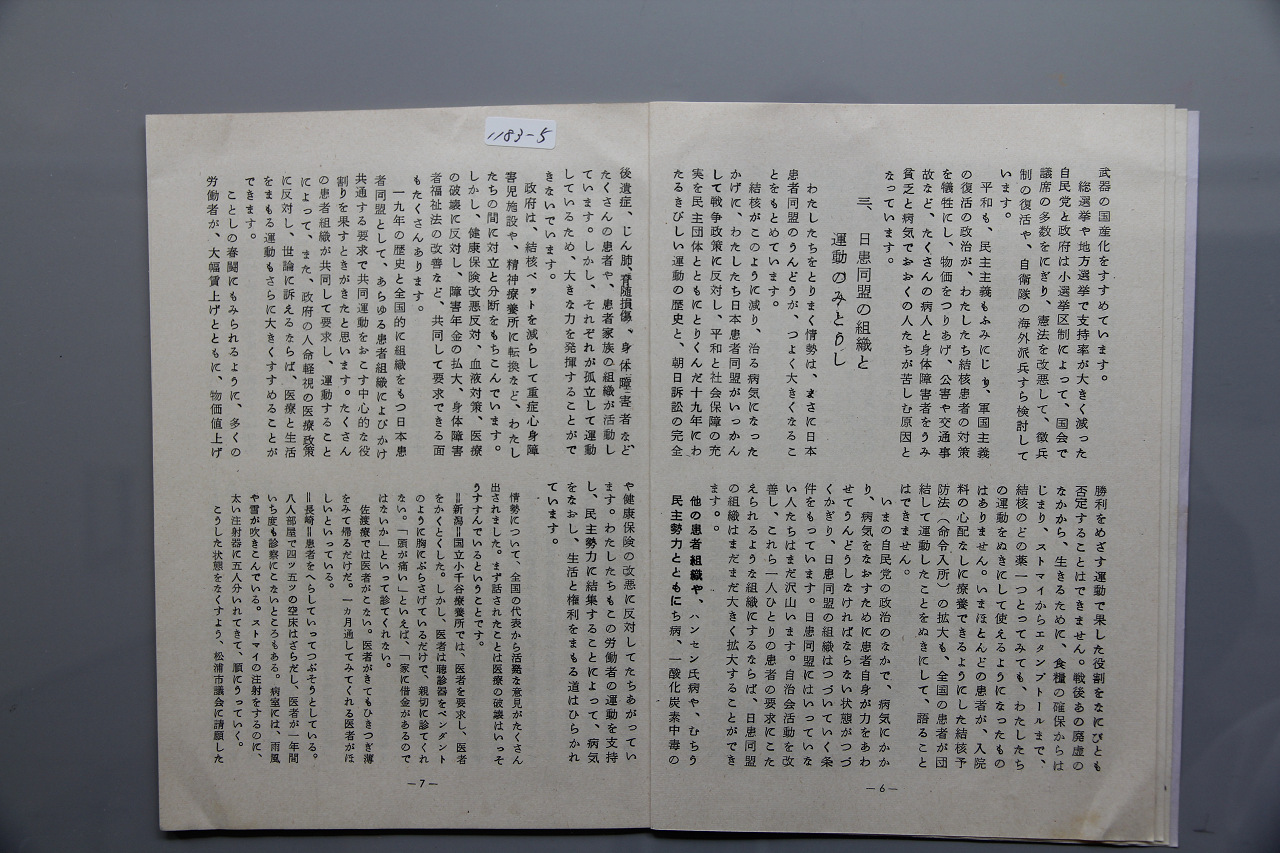 1183-5
武器の国産化をすすめています。
総選挙や地方選挙で支持率が大きく減った
自民党と政府は小選挙区制によって、国会で
議席の多数をにぎり、憲法を改悪して、徴兵
制の復活や、自衛隊の海外派兵すら検討して
います。
平和も、民主主義もふみにじり、軍国主義
の復活の政治が、わたしたち結核患者の対策
を犠牲にし、物価をつりあげ、公害や交通事
故など、たくさんの病人と身体障害者をうみ
貧乏と病気でおおくの人たちが苦しむ原因と
なっています。
三、日患同盟の組織と
運動のみとおし
わたしたちをとりまく情勢は、まさに日本
患者同盟のうんどうが、つよく大きくなるこ
とをもとめています。
結核がこのように減り、治る病気になった
かげに、わたしたち日本患者同盟がいっかん
して戦争政策に反対し、平和と社会保障の充
実を民主団体とともにとりくんだ十九年にわ
たるきびしい運動の歴史と、朝日訴訟の完全
勝利をめざす運動で果した役割をなにびとも
否定することはできません。戦後あの廃虚の
なかから、生きるために、食糧の確保からは
じまり、ストマイからエタンブトールまで、
結核のどの薬一つとってみても、わたしたち
の運動をぬきにして使えるようになったもの
はありません。いまほとんどの患者が、入院
料の心配なしに療養できるようにした結核予
防法（命令入所）の拡大も、全国の患者が団
結して運動したことをぬきにして、語ること
はできません。
いまの自民党の政治のなかで、病気にかか
り、病気をなおすために患者自身が力をあわ
せてうんどうしなければならない状態がつづ
くかぎり、日患同盟の組織はつづいていく条
件をもっています。日患同盟にはいっていな
い人たちはまだ沢山います。自治会活動を改
善し、これら一人ひとりの患者の要求にこた
えられるような組織にするならば、日患同盟
の組織はまだまだ大きく拡大することができ
ます。。
他の患者組織や、ハンセン氏病や、むちう
民主勢力とともにち病、一酸化炭素中毒の
—6—
後遺症、じん肺、脊随損傷、身体障害者など、
たくさんの患者や、患者家族の組織が活動し
ています。しかし、それぞれが孤立して運動
しているため、大きな力を発揮することがで
きないでいます。
政府は、結核ベットを減らして重症心身障
害児施設や、精神療養所に転換など、わたし
たちの間に対立と分断をもちこんでいます。
しかし、健康保険改悪反対、血液対策、医療
の破壊に反対し、障害年金の払大、身体障害
者福祉法の改善など、共同して要求できる面
もたくさんあります。
一九年の歴史と全国的に組織をもつ日本患
者同盟として、あらゆる患者組織によびかけ
共通する要求で共同運動をおこす中心的な役
割りを果すときがきたと思います。たくさん
の患者組織が共同して要求し、運動すること
によって、また、政府の人命軽視の医療政策
に反対し、世論に訴えるならば、医療と生活
をまもる運動もさらに大きくすすめることが
できます。
ことしの春闘にもみられるように、多くの
労働者が、大幅賃上げとともに、物価値上げ
や健康保険の改悪に反対してたちあがってい
ます。わたしたちもこの労働者の運動を支持
し、民主勢力に結集することによって、病気
をなおし、生活と権利をまもる道はひらかれ
ています。
情勢について、全国の代表から活発な意見がたくさん
出されました。まず話されたことは医療の破壊はいっそ
うすすんでいるということです。
＝新潟＝国立小千谷療養所では、医者を要求し、医者
をかくとくした。しかし、医者は聴診器をペンダント
のように胸にぶらさげているだけで、親切に診てくれ
ない。「頭が痛い」といえば、「家に借金があるので
はないか」といって診てくれない。
佐渡療では医者がこない。医者がきてもひきつぎ薄
をみて帰るだけだ。一カ月通してみてくれる医者がほ
しいといっている。
＝長崎＝患者をへらしていってつぶそうとしている。
八人部屋で四ッ五ッの空床はざらだし、医者が一年間
いち度も診察にこないところもある。病室には、雨風
や雪が吹きこんでいる。ストマイの注射をするのに、
太い注射器に五人分いれてきて、順にうっていく。
こうした状態をなくすよう、松浦市議会に請願した
—7—